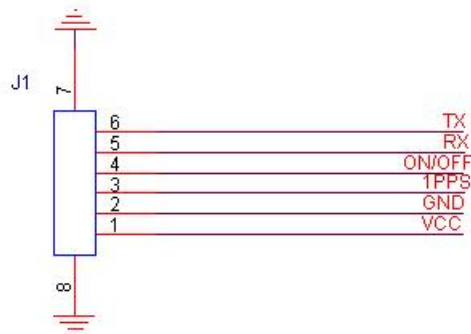 J1
7
6 TX
5 RX
4 ON/OFF
3 1PPS
2 GND
1 VCC
8